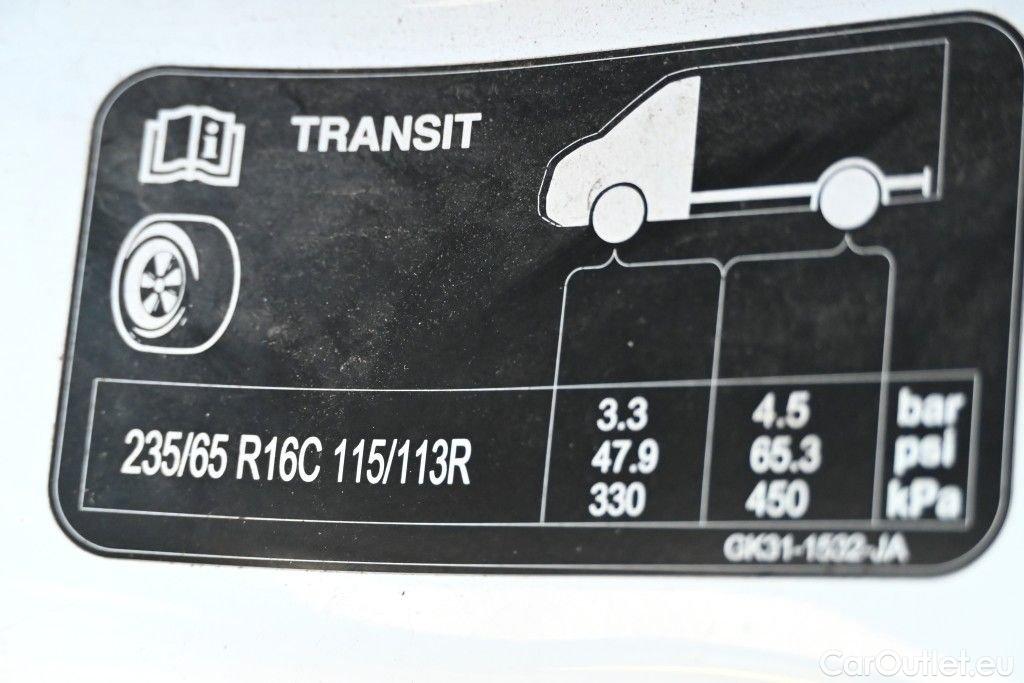 i
TRANSIT
235/65 R16C 115/113R
3.3 4.5 bar
47.9 65.3 psi
330 450 kPa
GK31-1532-JA
CarOutlet.eu